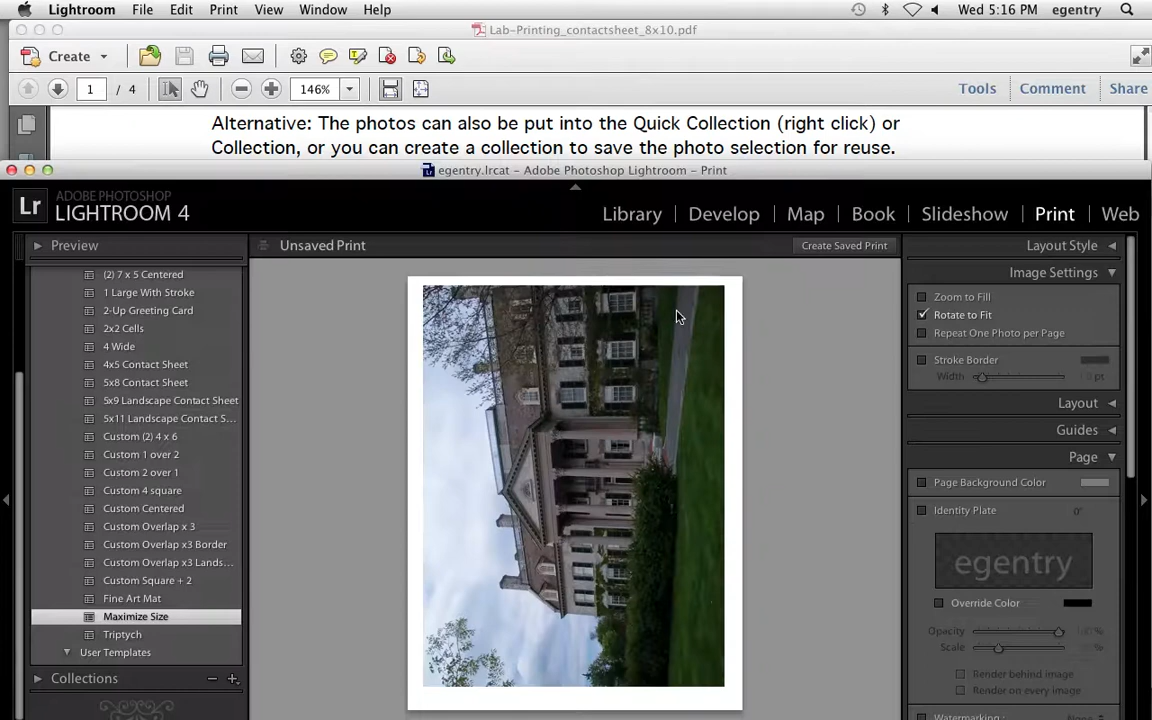 Lightroom File Edit Print View Window Help Wed 5:16 PM egentry
Lab-Printing_contactsheet_8x10.pdf
Create
1 / 4 146% Tools Comment Share
Alternative: The photos can also be put into the Quick Collection (right click) or
Collection, or you can create a collection to save the photo selection for reuse.
egentry.lrcat - Adobe Photoshop Lightroom - Print
Lr ADOBE PHOTOSHOP
LIGHTROOM 4
Library Develop Map Book Slideshow Print Web
Preview
(2) 7 x 5 Centered
1 Large With Stroke
2-Up Greeting Card
2x2 Cells
4 Wide
4x5 Contact Sheet
5x8 Contact Sheet
5x9 Landscape Contact Sheet
5x11 Landscape Contact S...
Custom (2) 4 x 6
Custom 1 over 2
Custom 2 over 1
Custom 4 square
Custom Centered
Custom Overlap x 3
Custom Overlap x3 Border
Custom Overlap x3 Lands...
Custom Square + 2
Fine Art Mat
Maximize Size
Triptych
User Templates
Collections
Unsaved Print Create Saved Print
Layout Style
Image Settings
Zoom to Fill
Rotate to Fit
Repeat One Photo per Page
Stroke Border
Width pt
Layout
Guides
Page
Page Background Color
Identity Plate 0°
egentry
Override Color
Opacity
Scale
Render behind image
Render on every image
Watermarking: